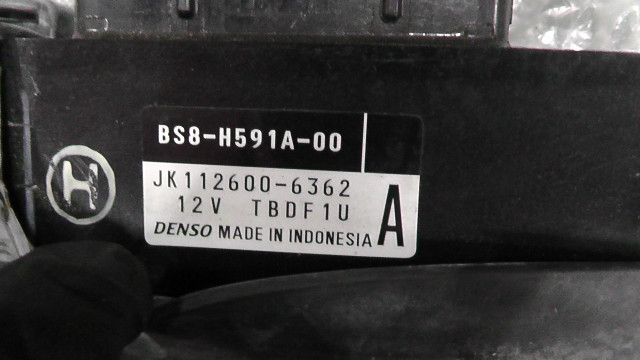 BS8-H591A-00
H
JK112600-6362
12V TBDF1U
A
DENSO MADE IN INDONESIA